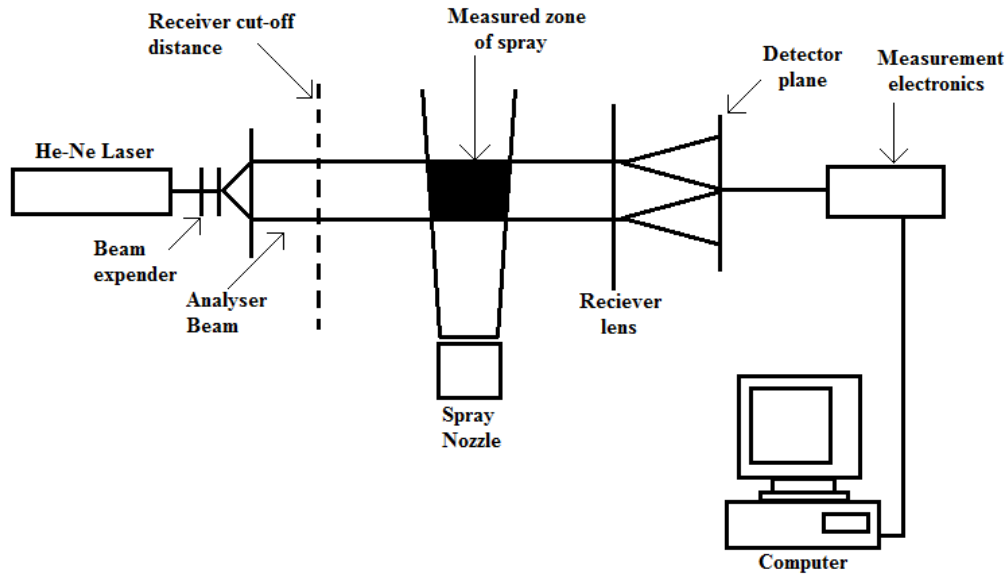 Receiver cut-off
distance
Measured zone
of spray
Detector
plane
Measurement
electronics
He-Ne Laser
Beam
expender
Analyser
Beam
Reciever
lens
Spray
Nozzle
Computer